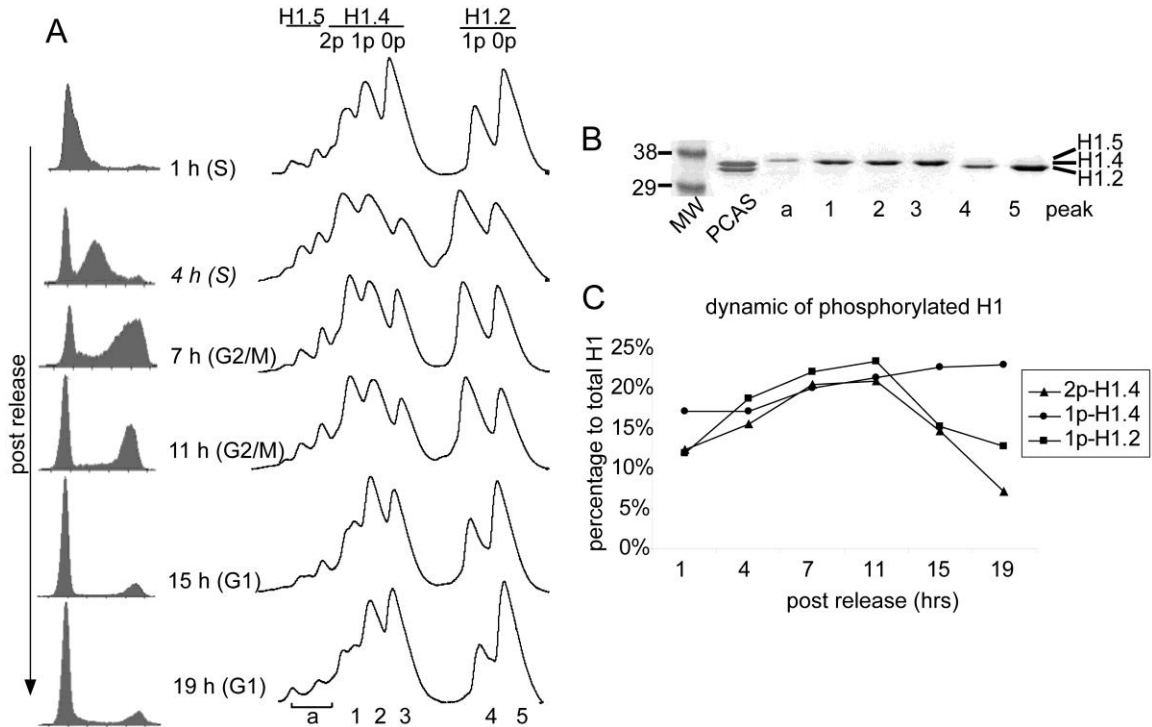 A
H1.5 H1.4 H1.2
2p 1p 0p 1p 0p
post release
1 h (S)
4 h (S)
7 h (G2/M)
11 h (G2/M)
15 h (G1)
19 h (G1)
a 1 2 3 4 5
B
38
29
MW PCAS a 1 2 3 4 5 peak
H1.5
H1.4
H1.2
C
dynamic of phosphorylated H1
percentage to total H1
25%
20%
15%
10%
5%
0%
1 4 7 11 15 19
post release (hrs)
2p-H1.4
1p-H1.4
1p-H1.2